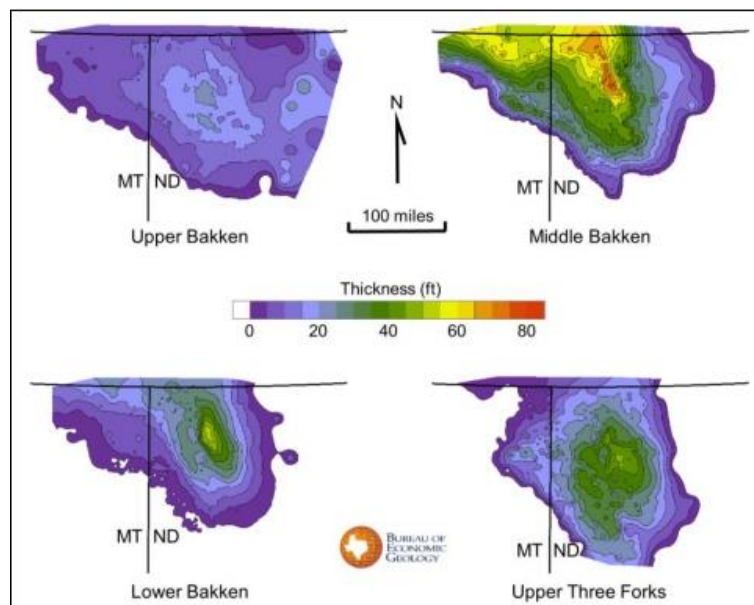 N
MT ND
Upper Bakken
100 miles
MT ND
Middle Bakken
Thickness (ft)
0 20 40 60 80
MT ND
Lower Bakken
BUREAU OF
ECONOMIC
GEOLOGY
MT ND
Upper Three Forks